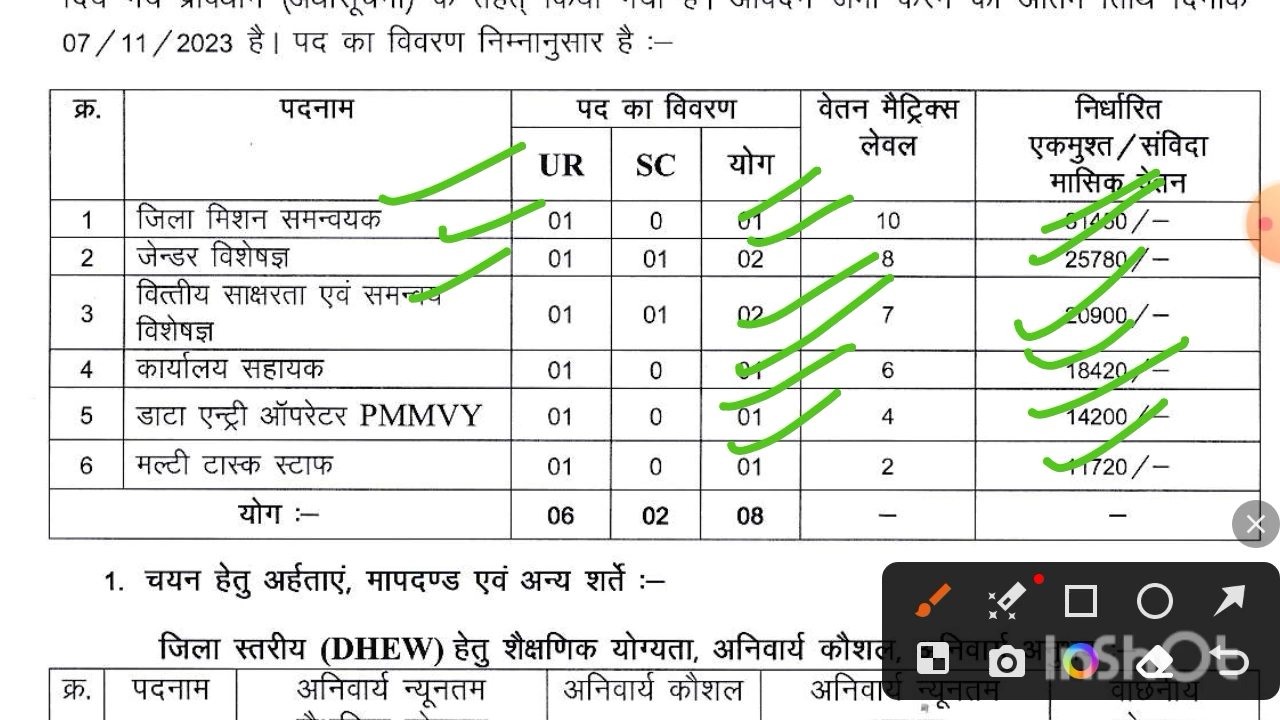 07/11/2023 है। पद का विवरण निम्नानुसार है :–
क्र. पदनाम पद का विवरण वेतन मैट्रिक्स लेवल निर्धारित एकमुश्त/संविदा मासिक वेतन
UR SC योग
1 जिला मिशन समन्वयक 01 0 01 10 31450/–
2 जेन्डर विशेषज्ञ 01 01 02 8 25780/–
3 वित्तीय साक्षरता एवं समन्वय विशेषज्ञ 01 01 02 7 20900/–
4 कार्यालय सहायक 01 0 01 6 18420/–
5 डाटा एन्ट्री ऑपरेटर PMMVY 01 0 01 4 14200/–
6 मल्टी टास्क स्टाफ 01 0 01 2 11720/–
योग :– 06 02 08 – –
1. चयन हेतु अर्हताएं, मापदण्ड एवं अन्य शर्ते :–
जिला स्तरीय (DHEW) हेतु शैक्षणिक योग्यता, अनिवार्य कौशल,
क्र. पदनाम अनिवार्य न्यूनतम अनिवार्य कौशल अनिवार्य न्यूनतम वांछनीय
InShOt